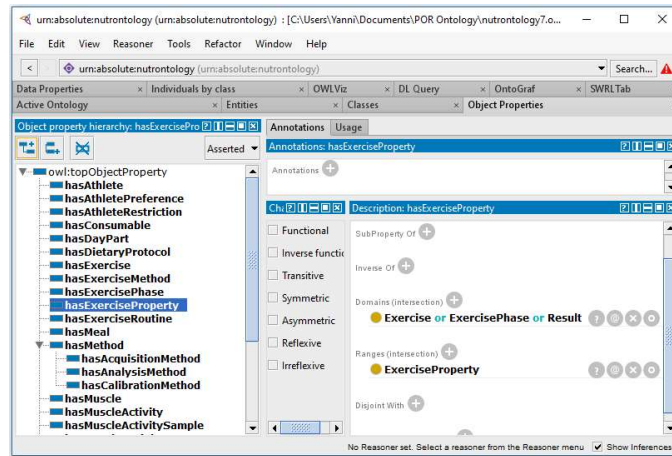 urn:absolute:nutrontology (urn:absolute:nutrontology) : [C:\Users\Yanni\Documents\POR Ontology\nutrontology7.o...
File Edit View Reasoner Tools Refactor Window Help
urn:absolute:nutrontology (urn:absolute:nutrontology) Search...
Data Properties × Individuals by class × OWLViz × DL Query × OntoGraf × SWRLTab
Active Ontology × Entities × Classes × Object Properties
Object property hierarchy: hasExercisePro
Annotations Usage
Annotations: hasExerciseProperty
Asserted
Annotations
owl:topObjectProperty
hasAthlete
hasAthletePreference
hasAthleteRestriction
hasConsumable
hasDayPart
hasDietaryProtocol
hasExercise
hasExerciseMethod
hasExercisePhase
hasExerciseProperty
hasExerciseRoutine
hasMeal
hasMethod
hasAcquisitionMethod
hasAnalysisMethod
hasCalibrationMethod
hasMuscle
hasMuscleActivity
hasMuscleActivitySample
Functional
Inverse functic
Transitive
Symmetric
Asymmetric
Reflexive
Irreflexive
Description: hasExerciseProperty
SubProperty Of
Inverse Of
Domains (intersection)
Exercise or ExercisePhase or Result
Ranges (intersection)
ExerciseProperty
Disjoint With
No Reasoner set. Select a reasoner from the Reasoner menu Show Inferences